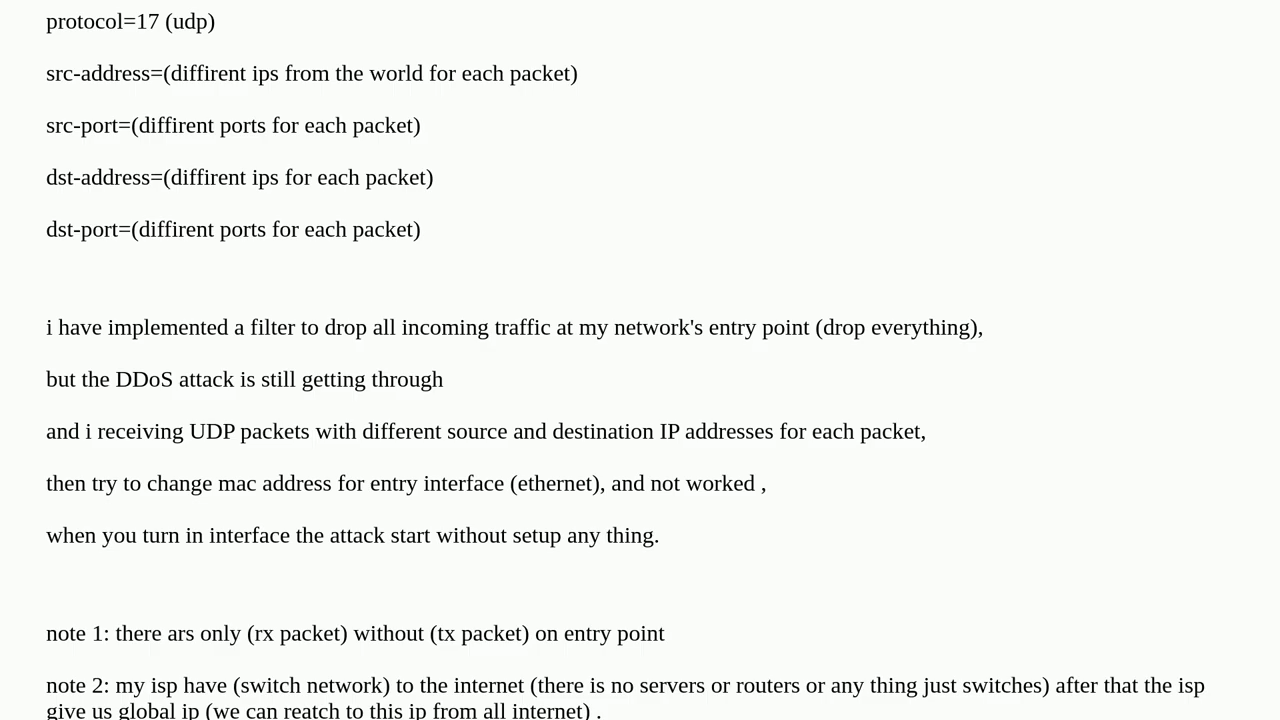 protocol=17 (udp)
src-address=(diffirent ips from the world for each packet)
src-port=(diffirent ports for each packet)
dst-address=(diffirent ips for each packet)
dst-port=(diffirent ports for each packet)
i have implemented a filter to drop all incoming traffic at my network's entry point (drop everything),
but the DDoS attack is still getting through
and i receiving UDP packets with different source and destination IP addresses for each packet,
then try to change mac address for entry interface (ethernet), and not worked ,
when you turn in interface the attack start without setup any thing.
note 1: there ars only (rx packet) without (tx packet) on entry point
note 2: my isp have (switch network) to the internet (there is no servers or routers or any thing just switches) after that the isp
give us global ip (we can reatch to this ip from all internet) .